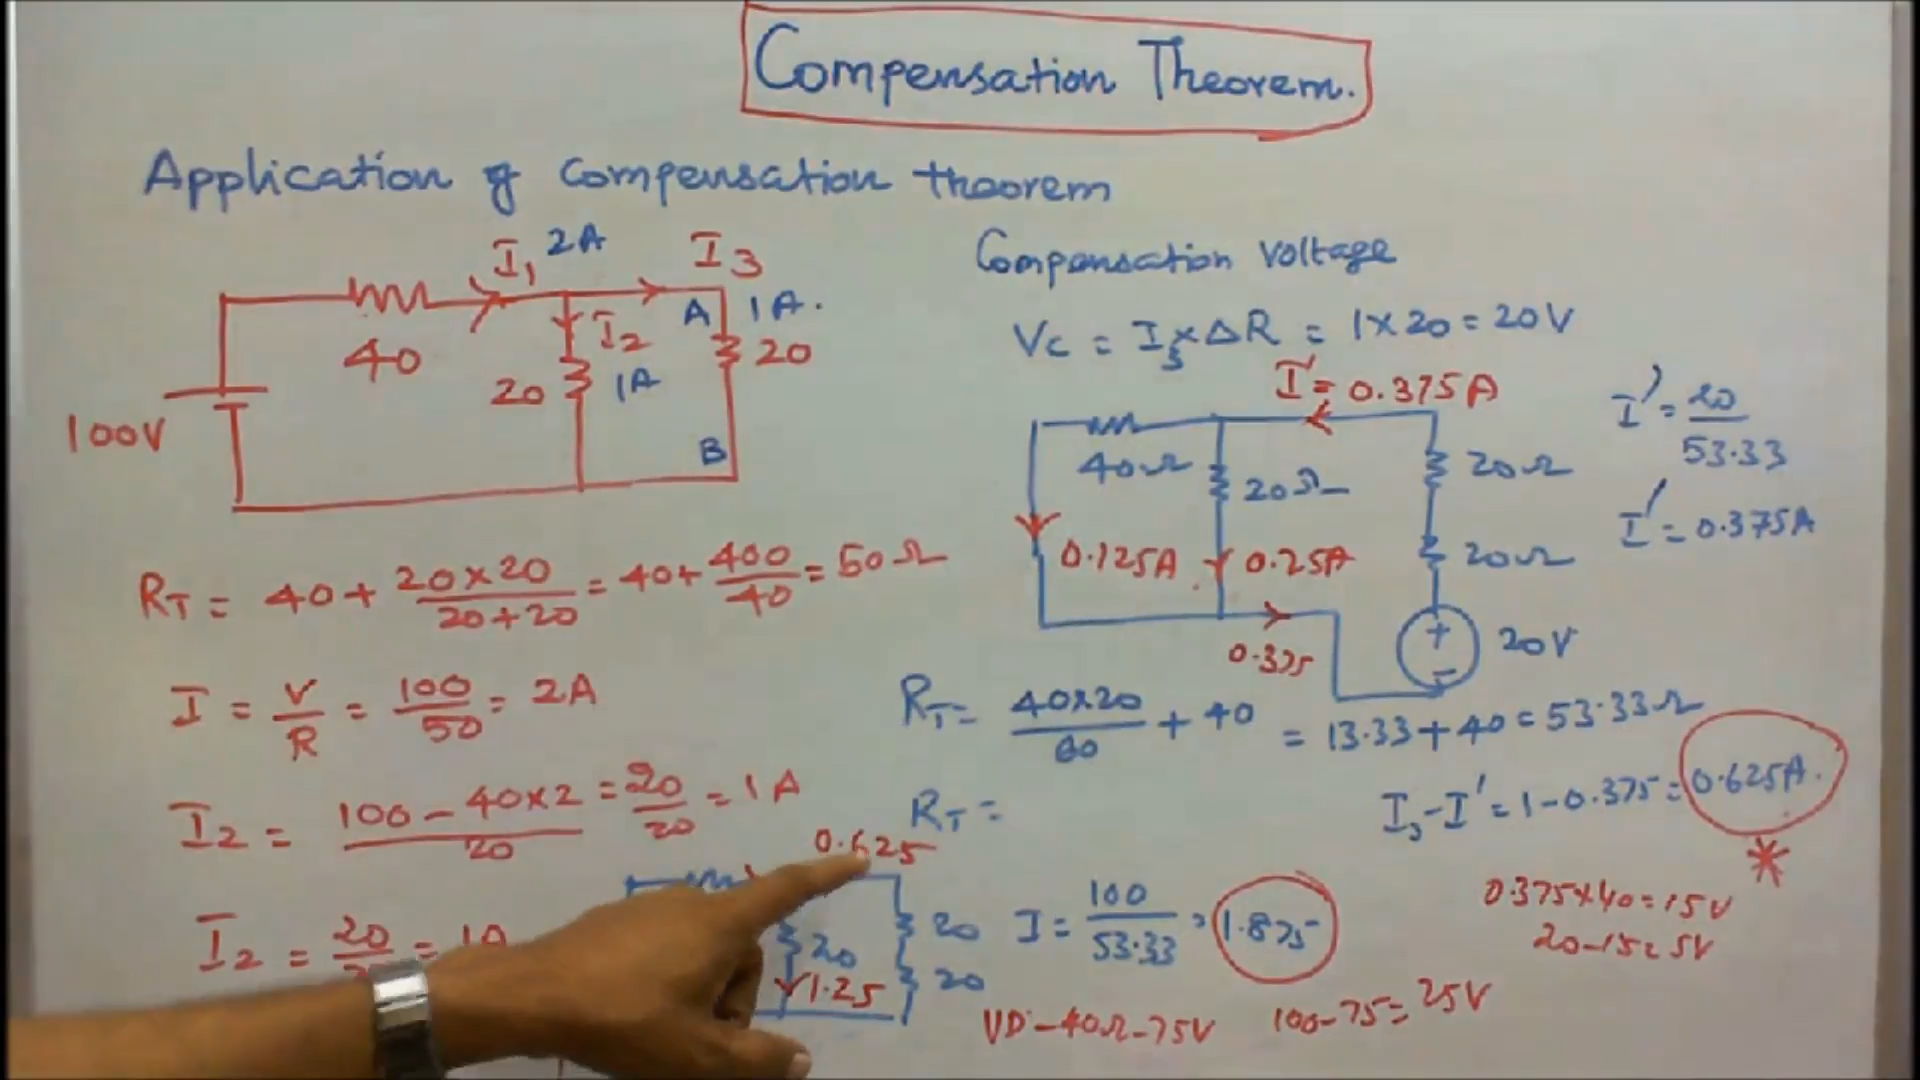 Compensation Theorem.
Application of compensation theorem
I1 2A
I3
40
I2
1A
20
A
1A.
20
B
100V
RT = 40 + 20×20/20+20 = 40+ 400/40 = 50Ω
I = V/R = 100/50 = 2A
I2 = 100 - 40×2/20 = 20/20 = 1A
I2 = 20/ = 1A
Compensation Voltage
Vc = I3 × ΔR = 1×20 = 20V
I' = 0.375A
I' = 20/53.33
I' = 0.375A
40Ω
20Ω
20Ω
20Ω
0.125A
0.25A
0.375
+
-
20V
RT = 40×20/60 + 40 = 13.33+40 = 53.33Ω
RT =
I3-I' = 1-0.375 = 0.625A.
0.375×40=15V
20-15=5V
0.625
20
1.25
20
20
I = 100/53.33 = 1.875
VD - 40Ω - 75V
100-75 = 25V